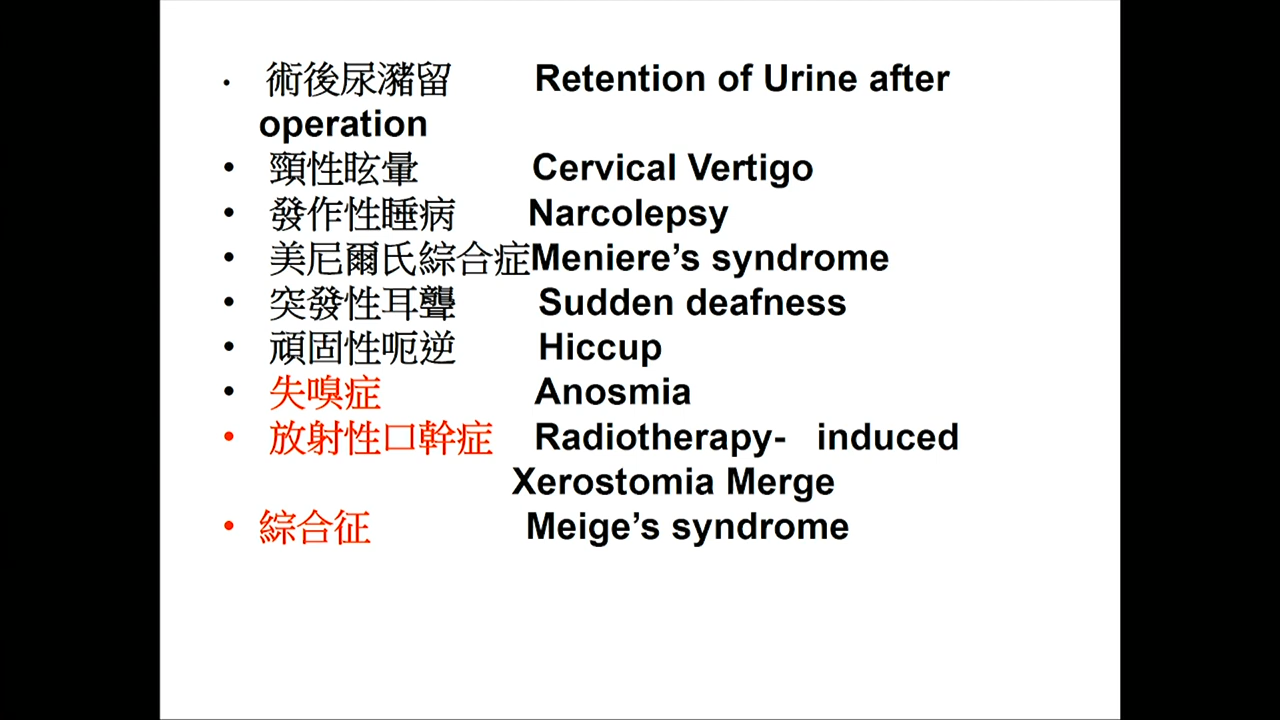 • 術後尿瀦留 Retention of Urine after
operation
• 頸性眩暈 Cervical Vertigo
• 發作性睡病 Narcolepsy
• 美尼爾氏綜合症Meniere’s syndrome
• 突發性耳聾 Sudden deafness
• 頑固性呃逆 Hiccup
• 失嗅症 Anosmia
• 放射性口幹症 Radiotherapy- induced
Xerostomia Merge
• 綜合征 Meige’s syndrome